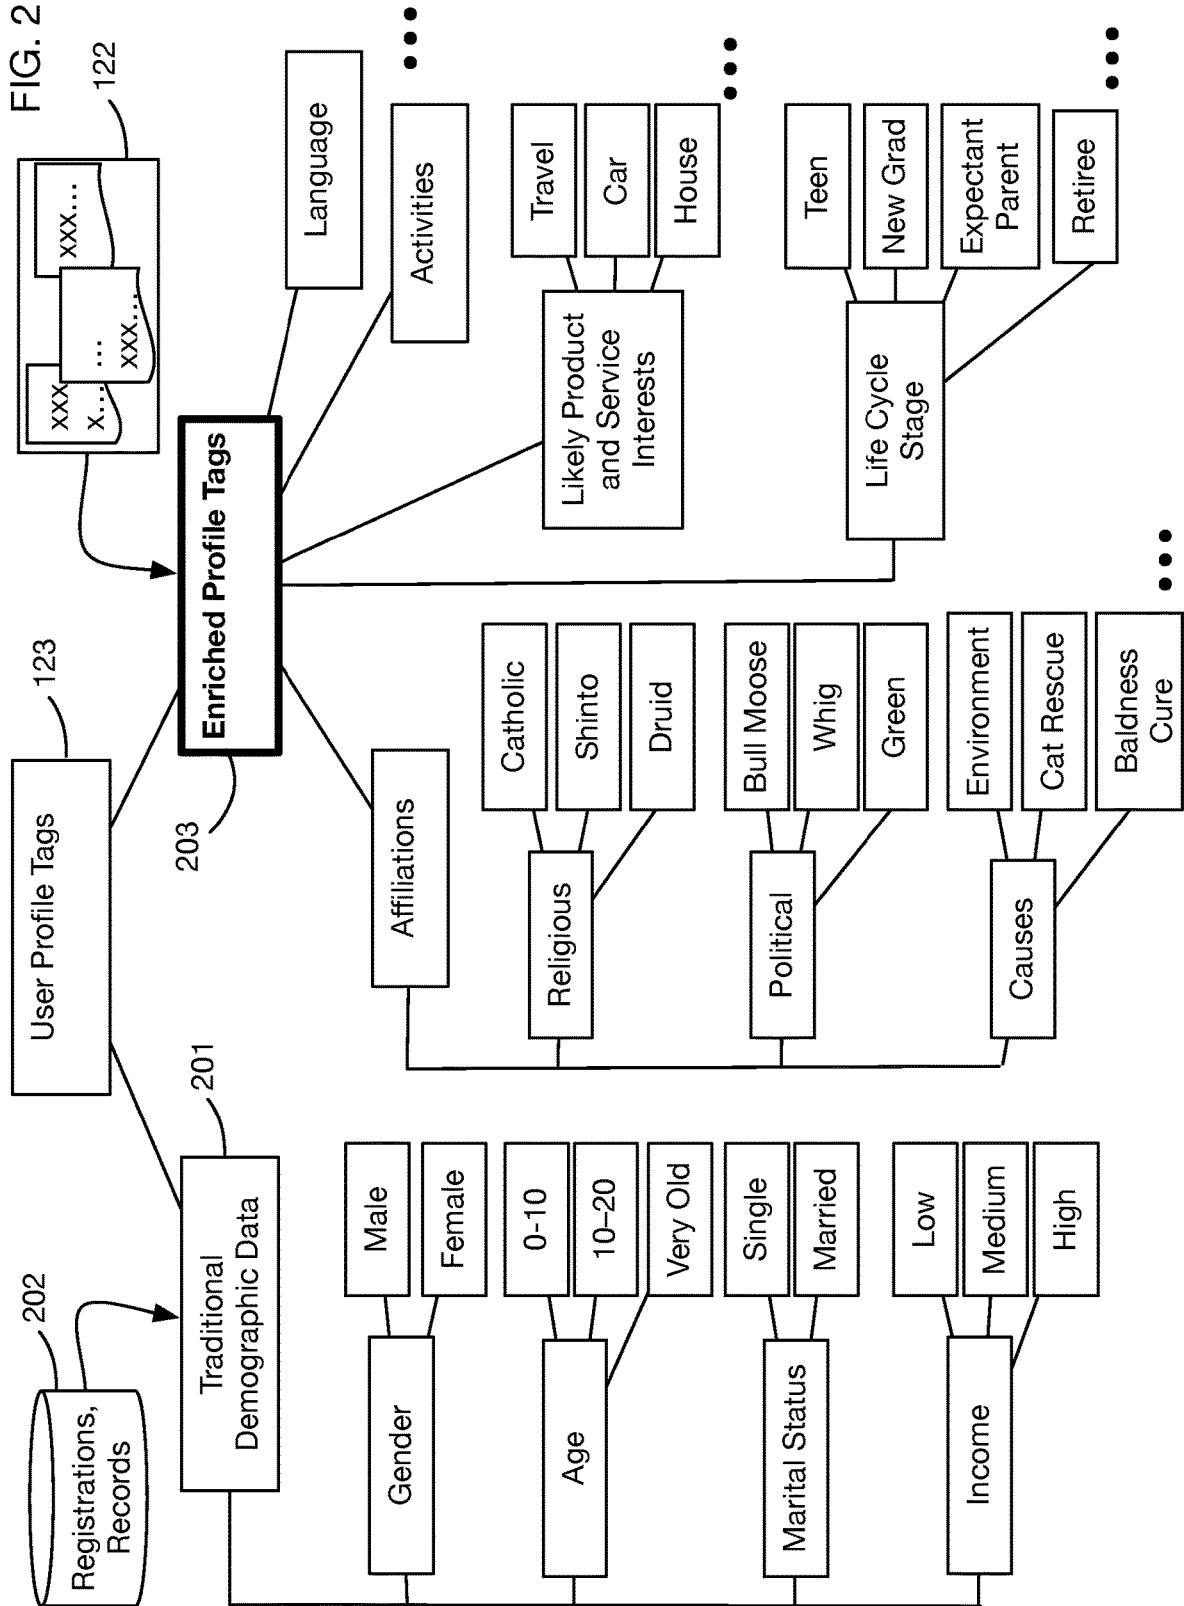 FIG. 2
122
xxx
x...
...
xxx...
xxx...
User Profile Tags
123
202
Registrations,
Records
201
Traditional
Demographic Data
203
Enriched Profile Tags
Gender
Male
Female
Age
0-10
10–20
Very Old
Marital Status
Single
Married
Income
Low
Medium
High
Affiliations
Religious
Catholic
Shinto
Druid
Political
Bull Moose
Whig
Green
Causes
Environment
Cat Rescue
Baldness
Cure
Language
Activities
Likely Product
and Service
Interests
Travel
Car
House
Life Cycle
Stage
Teen
New Grad
Expectant
Parent
Retiree